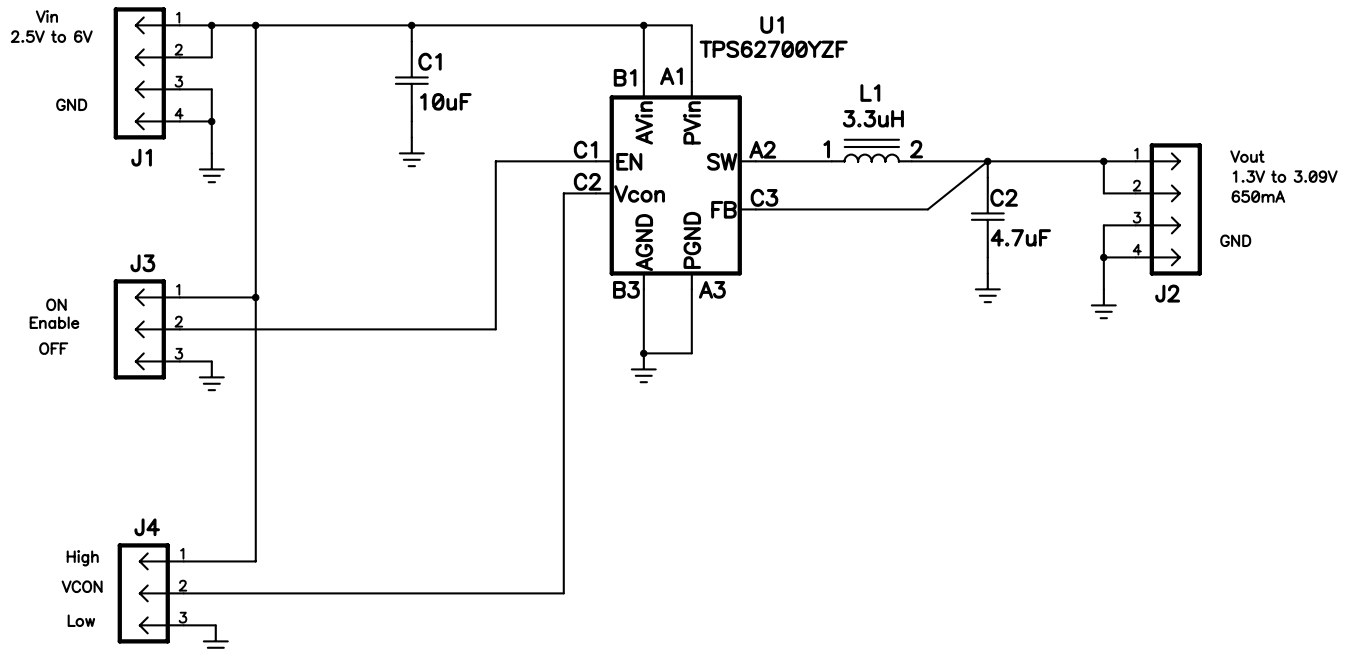 Vin
2.5V to 6V
GND
1
2
3
4
J1
C1
10uF
U1
TPS62700YZF
B1
A1
AVin
PVin
C1
EN
C2
Vcon
SW
A2
FB
C3
AGND
PGND
B3
A3
L1
3.3uH
1
2
C2
4.7uF
1
2
3
4
J2
Vout
1.3V to 3.09V
650mA
GND
J3
ON
Enable
OFF
1
2
3
J4
High
VCON
Low
1
2
3